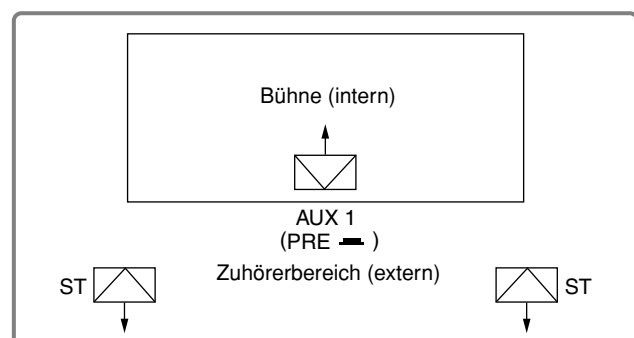 Bühne (intern)
AUX 1
(PRE )
Zuhörerbereich (extern)
ST
ST